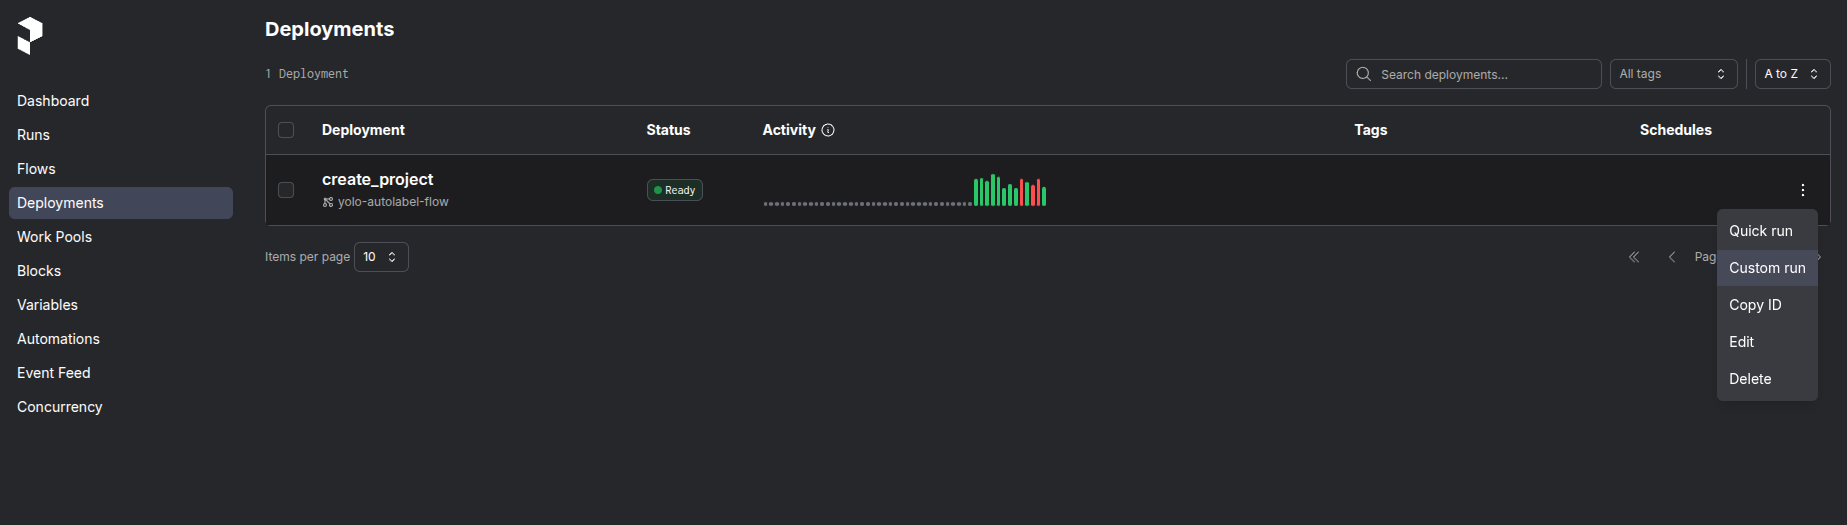 Deployments
1 Deployment
Search deployments...
All tags
A to Z
Dashboard
Runs
Flows
Deployments
Work Pools
Blocks
Variables
Automations
Event Feed
Concurrency
Deployment Status Activity Tags Schedules
create_project
yolo-autolabel-flow
Ready
Items per page 10
Pag
Quick run
Custom run
Copy ID
Edit
Delete